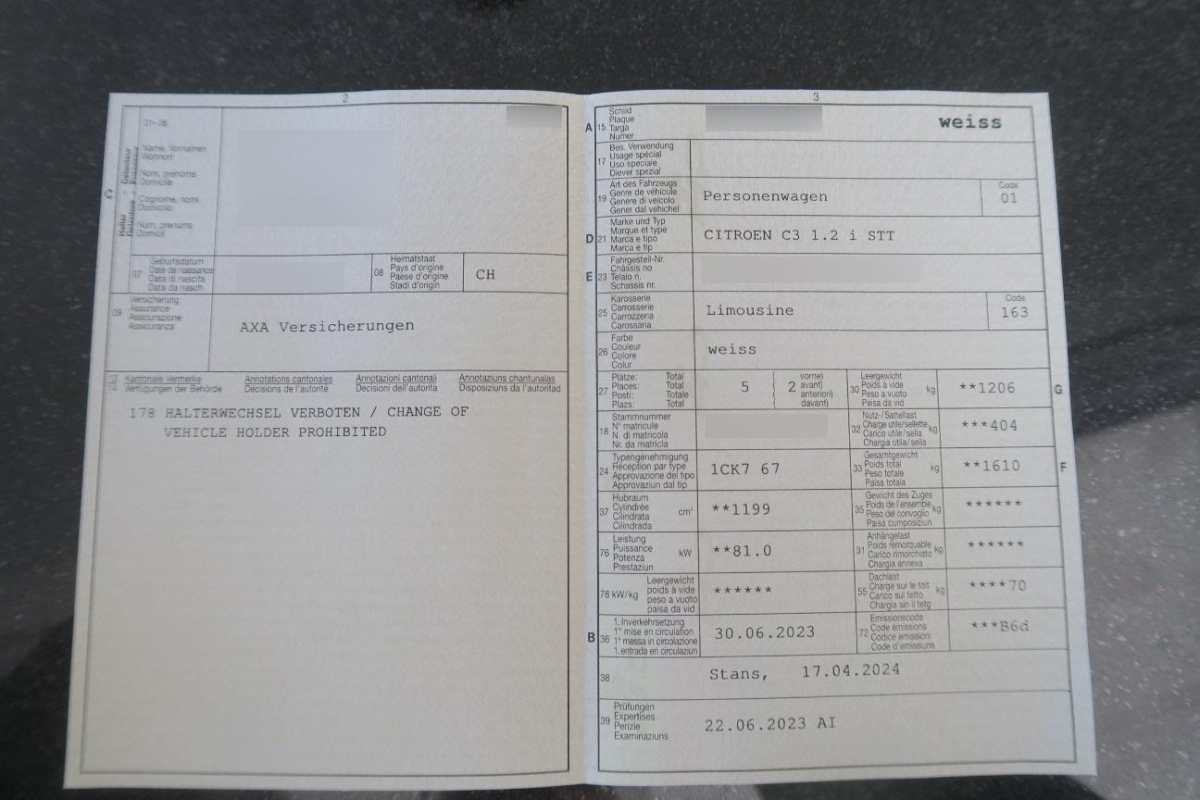 2
01-06
C
Halter Détenteur
Detentore Possessur
Name, Vornamen
Wohnort
Nom, prénoms
Domicile
Cognome, nomi
Domicilio
Num, prenums
Domicil
07
Geburtsdatum
Date de naissance
Data di nascita
Data da nasch.
08
Heimatstaat
Pays d'origine
Paese d'origine
Stadi d'origin
CH
09
Versicherung
Assurance
Assicurazione
Assicuranza
AXA Versicherungen
Kantonale Vermerke
Verfügungen der Behörde
Annotations cantonales
Décisions de l'autorité
Annotazioni cantonali
Decisioni dell'autorità
Annotaziuns chantunalas
Disposiziuns da l'autoritad
178 HALTERWECHSEL VERBOTEN / CHANGE OF
VEHICLE HOLDER PROHIBITED
3
A 15
Schild
Plaque
Targa
Numer
weiss
17
Bes. Verwendung
Usage spécial
Uso speciale
Diever spezial
19
Art des Fahrzeugs
Genre de véhicule
Genere di veicolo
Gener dal vehichel
Personenwagen
Code
01
D 21
Marke und Typ
Marque et type
Marca e tipo
Marca e tip
CITROEN C3 1.2 i STT
E 23
Fahrgestell-Nr.
Châssis no
Telaio n.
Schassis nr.
25
Karosserie
Carrosserie
Carrozzeria
Carossaria
Limousine
Code
163
26
Farbe
Couleur
Colore
Colur
weiss
27
Plätze: Total
Places: Total
Posti: Totale
Plazs: Total
5
2
vorne)
avant)
anteriori)
davant)
30
Leergewicht
Poids à vide
Peso a vuoto
Paisa da vid
kg
**1206
G
18
Stammnummer
N° matricule
N. di matricola
Nr. da matricla
32
Nutz-/Sattellast
Charge utile/sellette
Carico utile/sella
Chargia utila/sella
kg
***404
24
Typengenehmigung
Réception par type
Approvazione del tipo
Approvaziun dal tip
1CK7 67
33
Gesamtgewicht
Poids total
Peso totale
Paisa totala
kg
**1610
F
37
Hubraum
Cylindrée
Cilindrata
Cilindrada
cm³
**1199
35
Gewicht des Zuges
Poids de l'ensemble
Peso del convoglio
Paisa cumposiziun
kg
******
76
Leistung
Puissance
Potenza
Prestaziun
kW
**81.0
31
Anhängelast
Poids remorquable
Carico rimorchiato
Chargia annexa
kg
******
78 kW/kg
Leergewicht
poids à vide
peso a vuoto
paisa da vid
******
55
Dachlast
Charge sur le toit
Carico sul tetto
Chargia sin il tetg
kg
****70
B 36
1. Inverkehrsetzung
1re mise en circulation
1a messa in circolazione
1. entrada en circulaziun
30.06.2023
72
Emissionscode
Code émissions
Codice emissioni
Code d'emissiuns
***B6d
38
Stans, 17.04.2024
39
Prüfungen
Expertises
Perizie
Examinaziuns
22.06.2023 AI